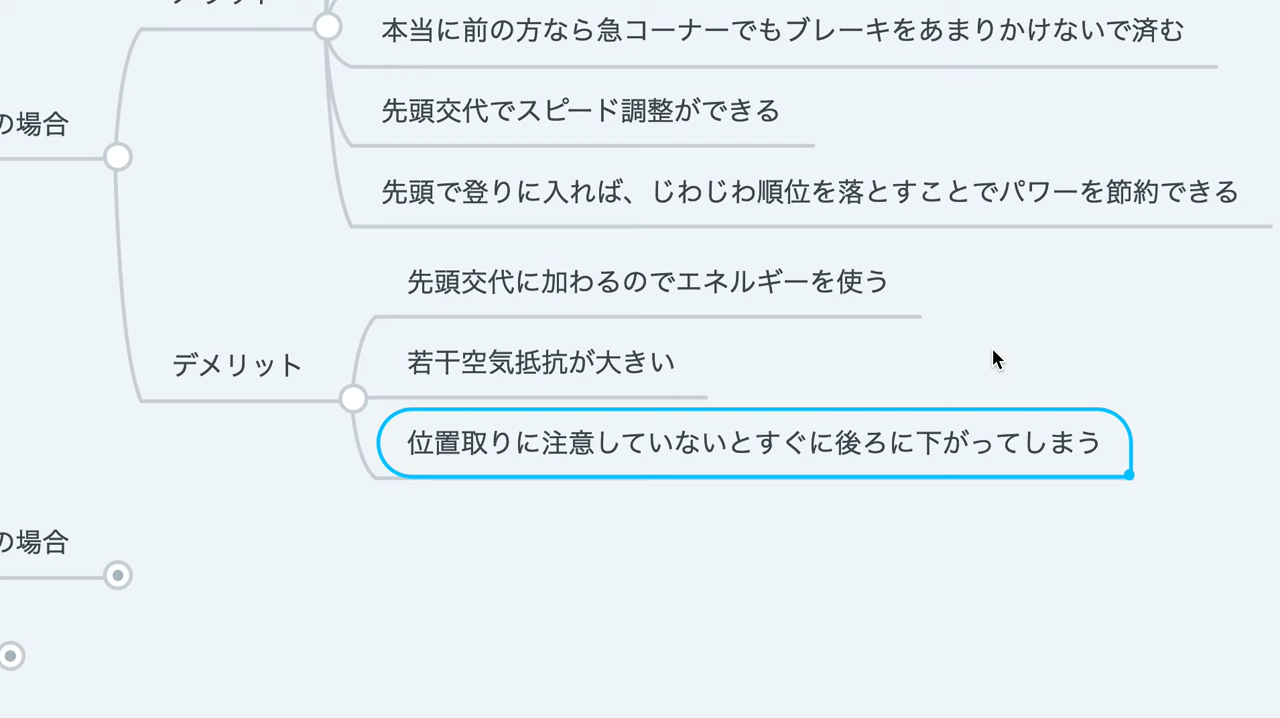 本当に前の方なら急コーナーでもブレーキをあまりかけないで済む
先頭交代でスピード調整ができる
の場合
先頭で登りに入れば、じわじわ順位を落とすことでパワーを節約できる
先頭交代に加わるのでエネルギーを使う
デメリット
若干空気抵抗が大きい
位置取りに注意していないとすぐに後ろに下がってしまう
の場合